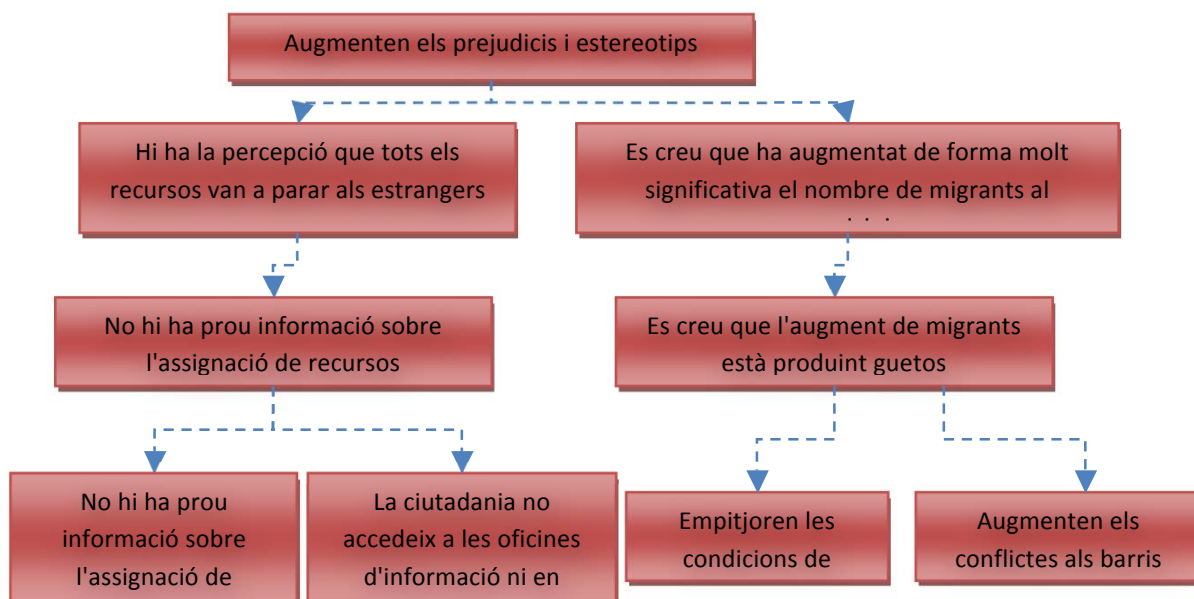 Augmenten els prejudicis i estereotips
Hi ha la percepció que tots els
recursos van a parar als estrangers
Es creu que ha augmentat de forma molt
significativa el nombre de migrants al
No hi ha prou informació sobre
l'assignació de recursos
Es creu que l'augment de migrants
està produint guetos
No hi ha prou
informació sobre
l'assignació de
La ciutadania no
accedeix a les oficines
d'informació ni en
Empitjoren les
condicions de
Augmenten els
conflictes als barris